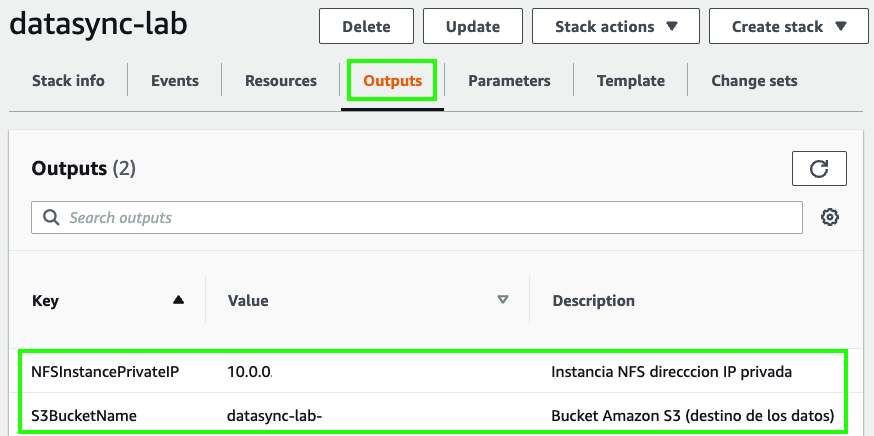 datasync-lab
Delete Update Stack actions Create stack
Stack info Events Resources Outputs Parameters Template Change sets
Outputs (2)
Search outputs
Key Value Description
NFSInstancePrivateIP 10.0.0. Instancia NFS direcccion IP privada
S3BucketName datasync-lab- Bucket Amazon S3 (destino de los datos)